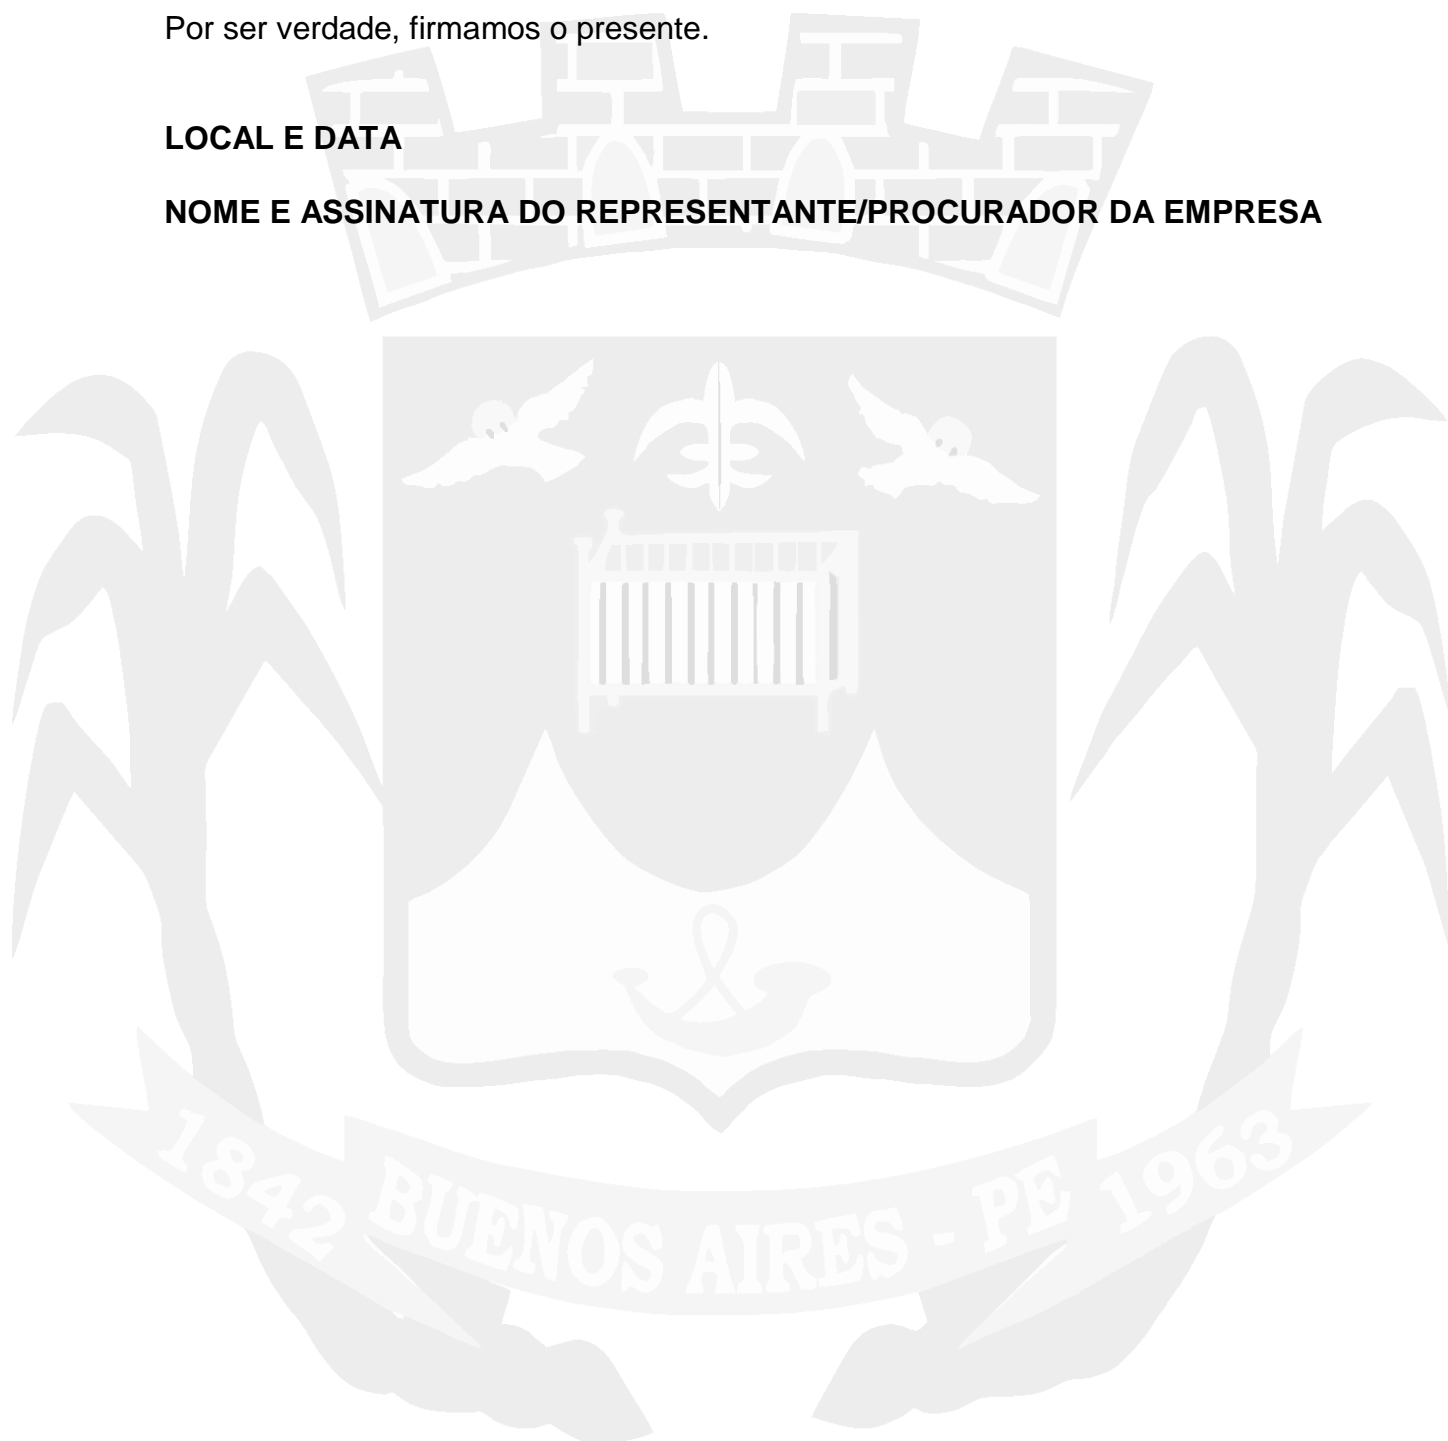 Por ser verdade, firmamos o presente.
LOCAL E DATA
NOME E ASSINATURA DO REPRESENTANTE/PROCURADOR DA EMPRESA
1842 BUENOS AIRES - PE 1963